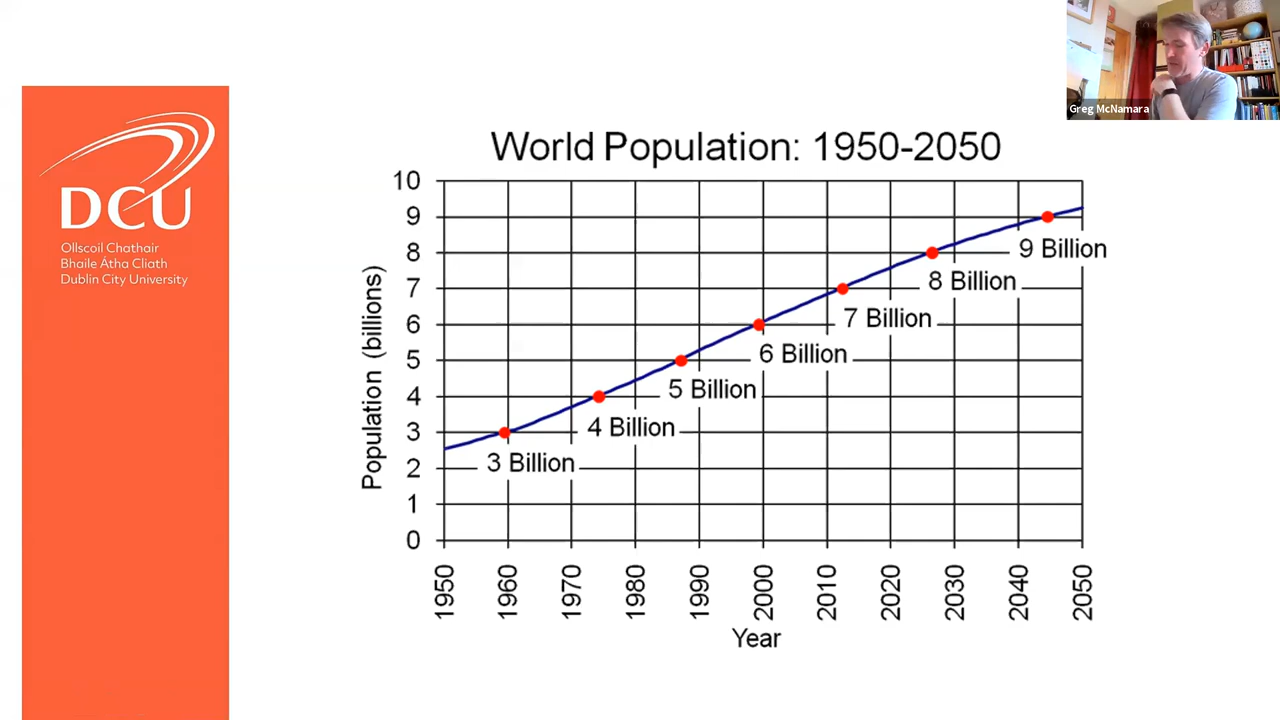 Greg McNamara
DCU
Ollscoil Chathair
Bhaile Átha Cliath
Dublin City University
World Population: 1950-2050
Population (billions)
10
9
8
7
6
5
4
3
2
1
0
3 Billion
4 Billion
5 Billion
6 Billion
7 Billion
8 Billion
9 Billion
1950 1960 1970 1980 1990 2000 2010 2020 2030 2040 2050
Year